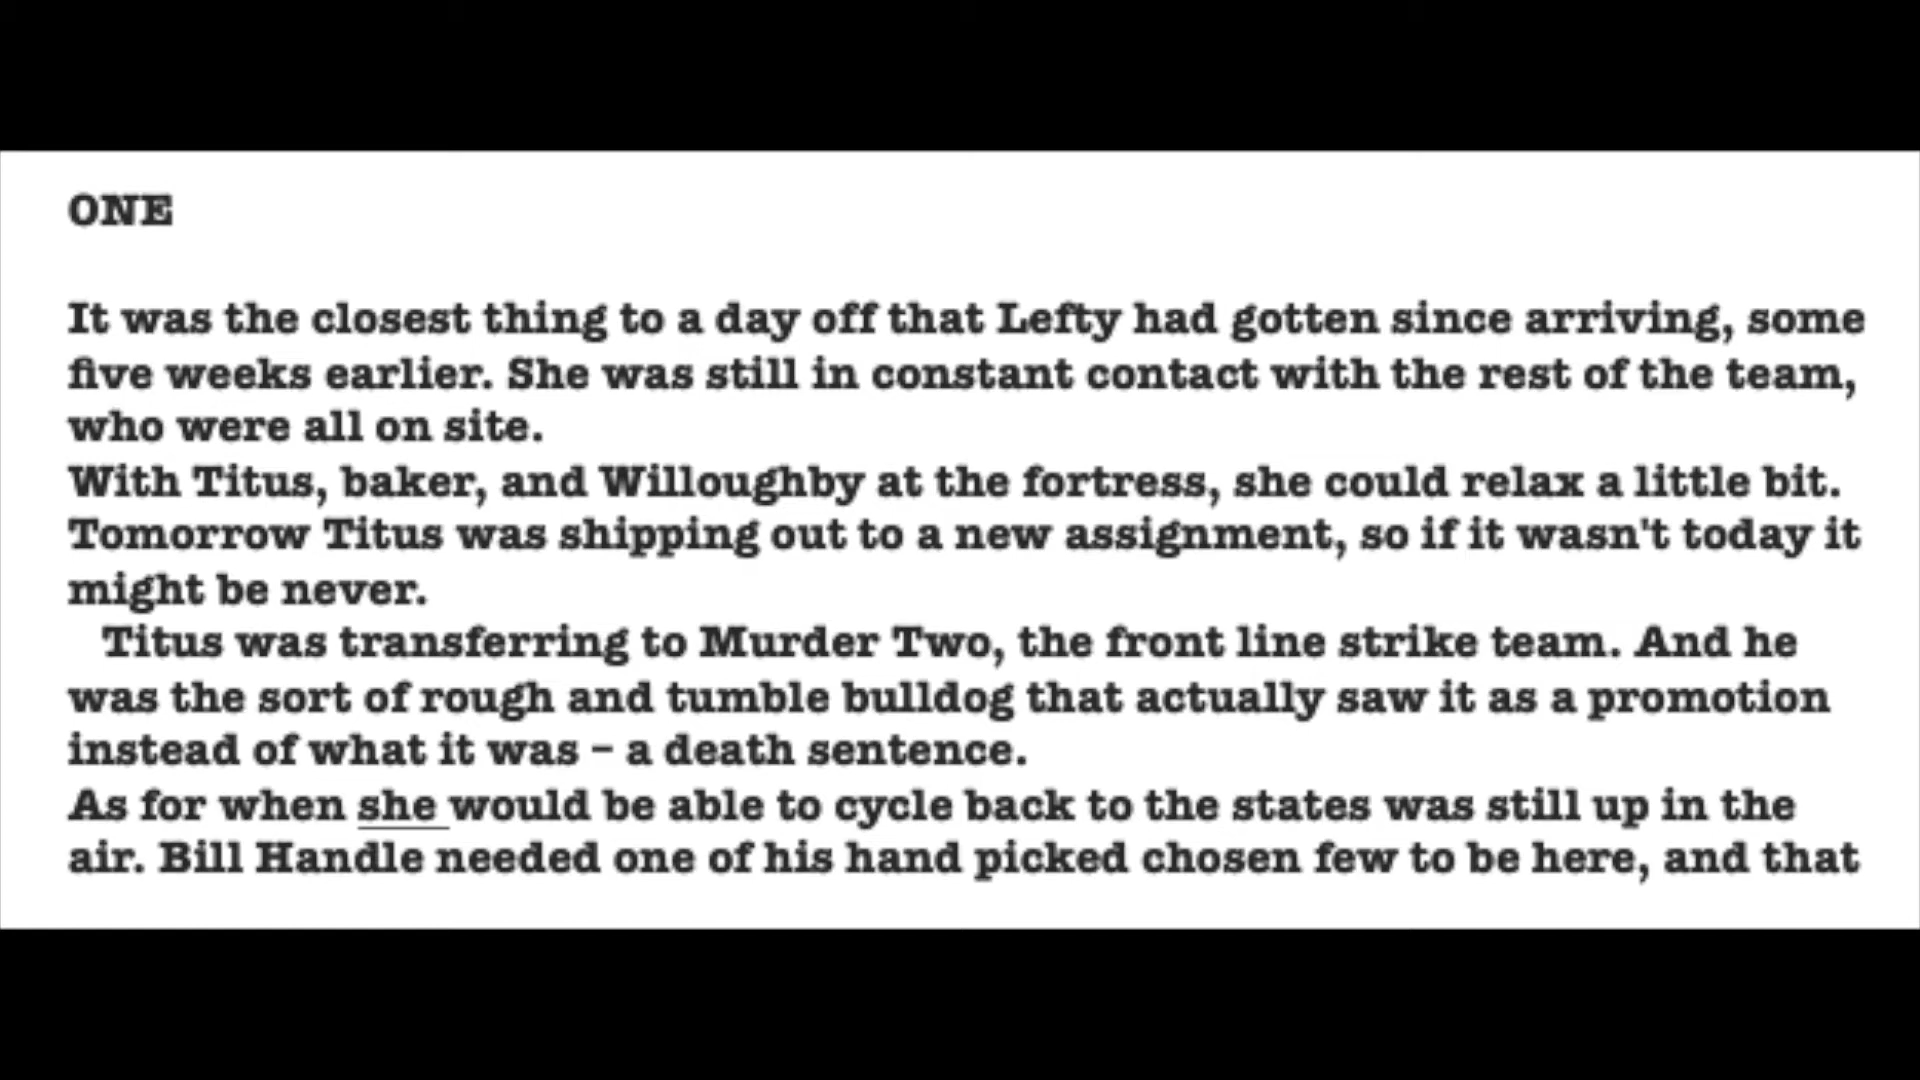 ONE
It was the closest thing to a day off that Lefty had gotten since arriving, some
five weeks earlier. She was still in constant contact with the rest of the team,
who were all on site.
With Titus, baker, and Willoughby at the fortress, she could relax a little bit.
Tomorrow Titus was shipping out to a new assignment, so if it wasn't today it
might be never.
Titus was transferring to Murder Two, the front line strike team. And he
was the sort of rough and tumble bulldog that actually saw it as a promotion
instead of what it was – a death sentence.
As for when she would be able to cycle back to the states was still up in the
air. Bill Handle needed one of his hand picked chosen few to be here, and that